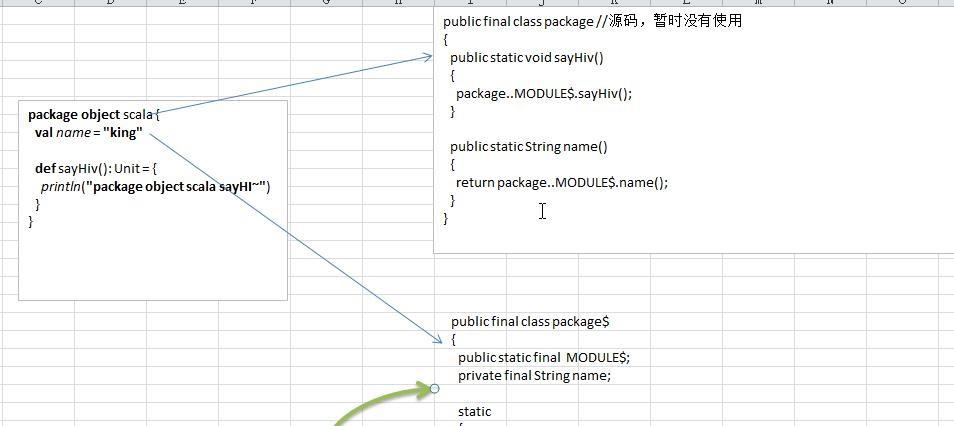 package object scala {
val name = "king"
def sayHiv(): Unit = {
println("package object scala sayHI~")
}
}
public final class package //源码，暂时没有使用
{
public static void sayHiv()
{
package..MODULE$.sayHiv();
}
public static String name()
{
return package..MODULE$.name();
}
}
public final class package$
{
public static final MODULE$;
private final String name;
static